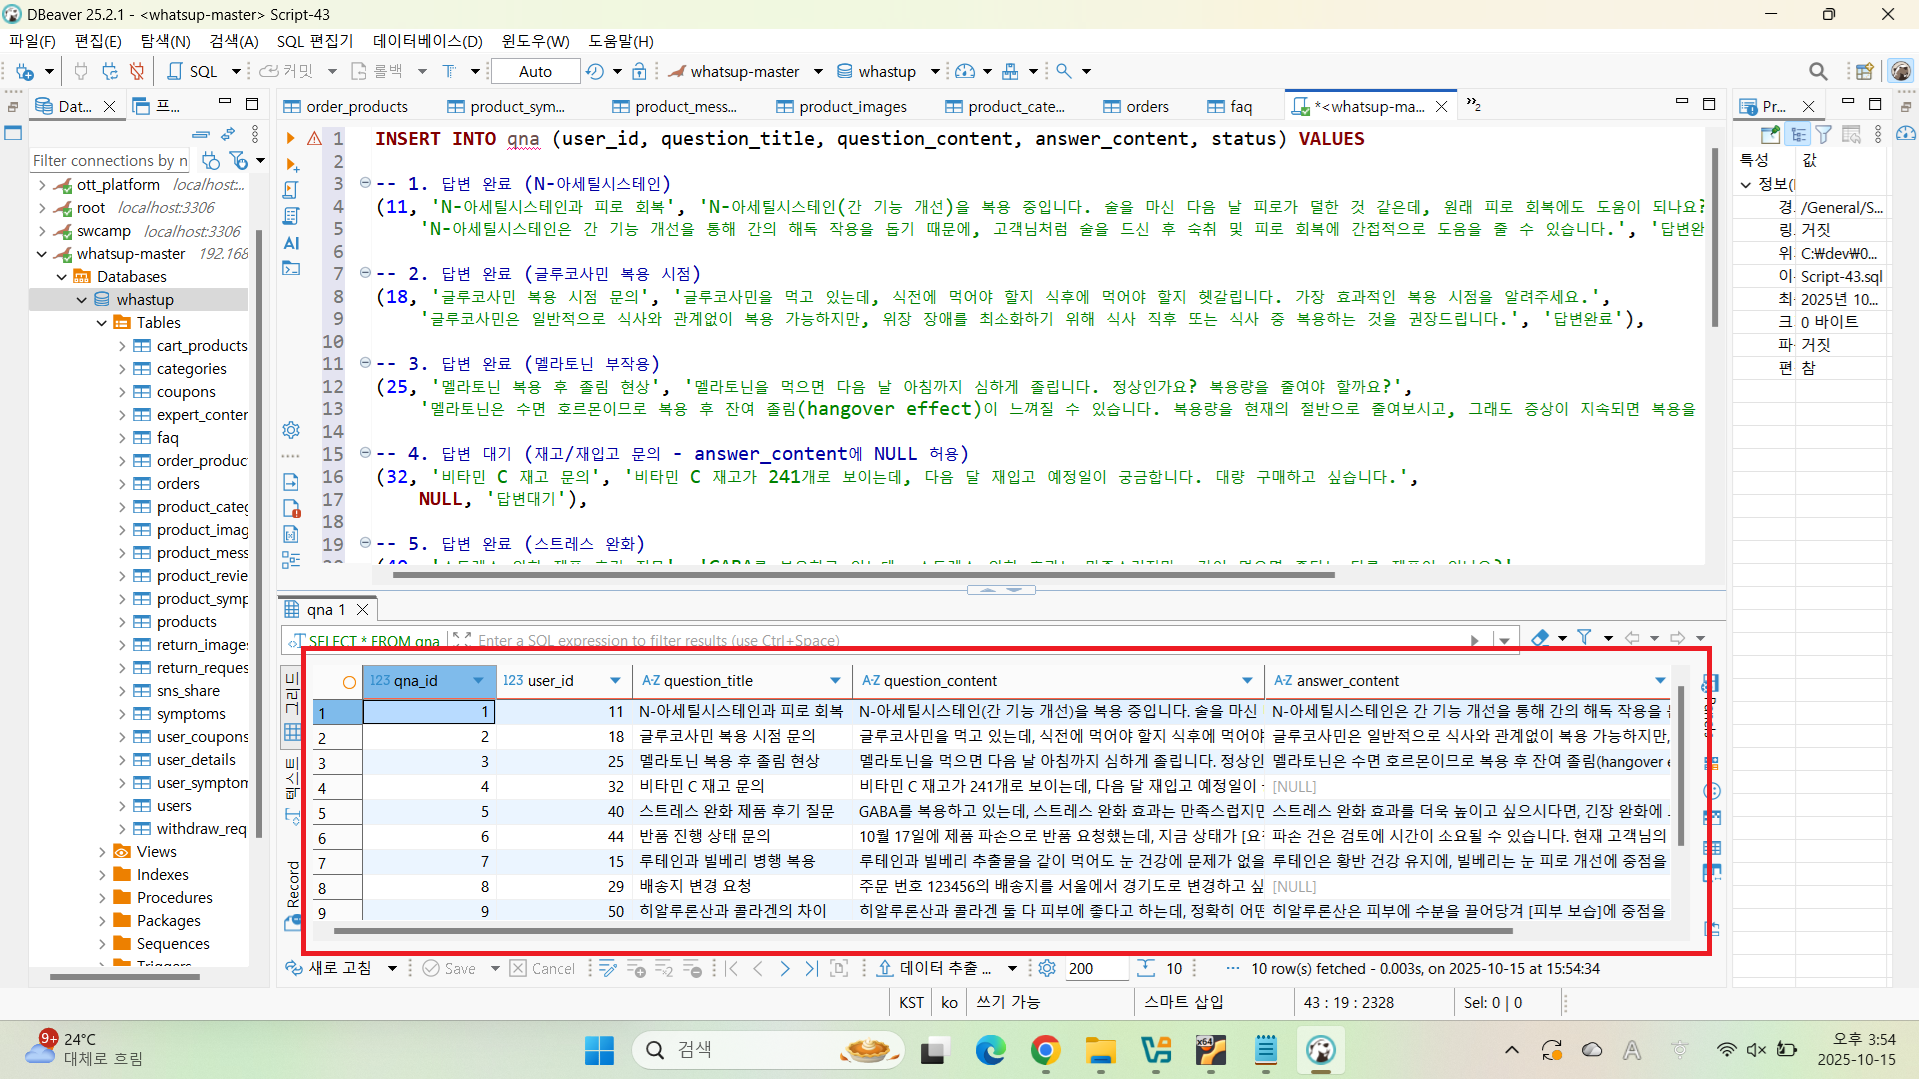 DBeaver 25.2.1 - <whatsup-master> Script-43
파일(F) 편집(E) 탐색(N) 검색(A) SQL 편집기 데이터베이스(D) 윈도우(W) 도움말(H)
SQL 커밋 롤백 T Auto whatsup-master whastup
Dat... 프...
order_products product_sym... product_mess... product_images product_cate... orders faq *<whatsup-ma... »2
Pr...
Filter connections by n
ott_platform localhost:...
root localhost:3306
swcamp localhost:3306
whatsup-master 192.168
Databases
whastup
Tables
cart_products
categories
coupons
expert_conter
faq
order_produc
orders
product_categ
product_imag
product_mess
product_revie
product_symp
products
return_images
return_reques
sns_share
symptoms
user_coupons
user_details
user_symptom
users
withdraw_req
Views
Indexes
Procedures
Packages
Sequences
Triggers
AI
1 INSERT INTO qna (user_id, question_title, question_content, answer_content, status) VALUES
2
3 -- 1. 답변 완료 (N-아세틸시스테인)
4 (11, 'N-아세틸시스테인과 피로 회복', 'N-아세틸시스테인(간 기능 개선)을 복용 중입니다. 술을 마신 다음 날 피로가 덜한 것 같은데, 원래 피로 회복에도 도움이 되나요?
5 'N-아세틸시스테인은 간 기능 개선을 통해 간의 해독 작용을 돕기 때문에, 고객님처럼 술을 드신 후 숙취 및 피로 회복에 간접적으로 도움을 줄 수 있습니다.', '답변완
6
7 -- 2. 답변 완료 (글루코사민 복용 시점)
8 (18, '글루코사민 복용 시점 문의', '글루코사민을 먹고 있는데, 식전에 먹어야 할지 식후에 먹어야 할지 헷갈립니다. 가장 효과적인 복용 시점을 알려주세요.',
9 '글루코사민은 일반적으로 식사와 관계없이 복용 가능하지만, 위장 장애를 최소화하기 위해 식사 직후 또는 식사 중 복용하는 것을 권장드립니다.', '답변완료'),
10
11 -- 3. 답변 완료 (멜라토닌 부작용)
12 (25, '멜라토닌 복용 후 졸림 현상', '멜라토닌을 먹으면 다음 날 아침까지 심하게 졸립니다. 정상인가요? 복용량을 줄여야 할까요?',
13 '멜라토닌은 수면 호르몬이므로 복용 후 잔여 졸림(hangover effect)이 느껴질 수 있습니다. 복용량을 현재의 절반으로 줄여보시고, 그래도 증상이 지속되면 복용을
14
15 -- 4. 답변 대기 (재고/재입고 문의 - answer_content에 NULL 허용)
16 (32, '비타민 C 재고 문의', '비타민 C 재고가 241개로 보이는데, 다음 달 재입고 예정일이 궁금합니다. 대량 구매하고 싶습니다.',
17 NULL, '답변대기'),
18
19 -- 5. 답변 완료 (스트레스 완화)
특성 값
정보(I
경 /General/S...
링 거짓
위 C:₩dev₩0...
이 Script-43.sql
최 2025년 10...
크 0 바이트
파 거짓
편 참
qna 1
SELECT * FROM qna Enter a SQL expression to filter results (use Ctrl+Space)
그리드
텍스트
Record
123 qna_id 123 user_id A-Z question_title A-Z question_content A-Z answer_content
1 1 11 N-아세틸시스테인과 피로 회복 N-아세틸시스테인(간 기능 개선)을 복용 중입니다. 술을 마신 N-아세틸시스테인은 간 기능 개선을 통해 간의 해독 작용을
2 2 18 글루코사민 복용 시점 문의 글루코사민을 먹고 있는데, 식전에 먹어야 할지 식후에 먹어야 글루코사민은 일반적으로 식사와 관계없이 복용 가능하지만,
3 3 25 멜라토닌 복용 후 졸림 현상 멜라토닌을 먹으면 다음 날 아침까지 심하게 졸립니다. 정상인 멜라토닌은 수면 호르몬이므로 복용 후 잔여 졸림(hangover e
4 4 32 비타민 C 재고 문의 비타민 C 재고가 241개로 보이는데, 다음 달 재입고 예정일이 [NULL]
5 5 40 스트레스 완화 제품 후기 질문 GABA를 복용하고 있는데, 스트레스 완화 효과는 만족스럽지만 스트레스 완화 효과를 더욱 높이고 싶으시다면, 긴장 완화에
6 6 44 반품 진행 상태 문의 10월 17일에 제품 파손으로 반품 요청했는데, 지금 상태가 [요 파손 건은 검토에 시간이 소요될 수 있습니다. 현재 고객님의
7 7 15 루테인과 빌베리 병행 복용 루테인과 빌베리 추출물을 같이 먹어도 눈 건강에 문제가 없을 루테인은 황반 건강 유지에, 빌베리는 눈 피로 개선에 중점을
8 8 29 배송지 변경 요청 주문 번호 123456의 배송지를 서울에서 경기도로 변경하고 싶 [NULL]
9 9 50 히알루론산과 콜라겐의 차이 히알루론산과 콜라겐 둘 다 피부에 좋다고 하는데, 정확히 어떤 히알루론산은 피부에 수분을 끌어당겨 [피부 보습]에 중점을
새로 고침 Save Cancel 데이터 추출 ... 200 10 ... 10 row(s) fetched - 0.003s, on 2025-10-15 at 15:54:34
KST ko 쓰기 가능 스마트 삽입 43 : 19 : 2328 Sel: 0 | 0
9+ 24°C
대체로 흐림
검색
x64
A
오후 3:54
2025-10-15